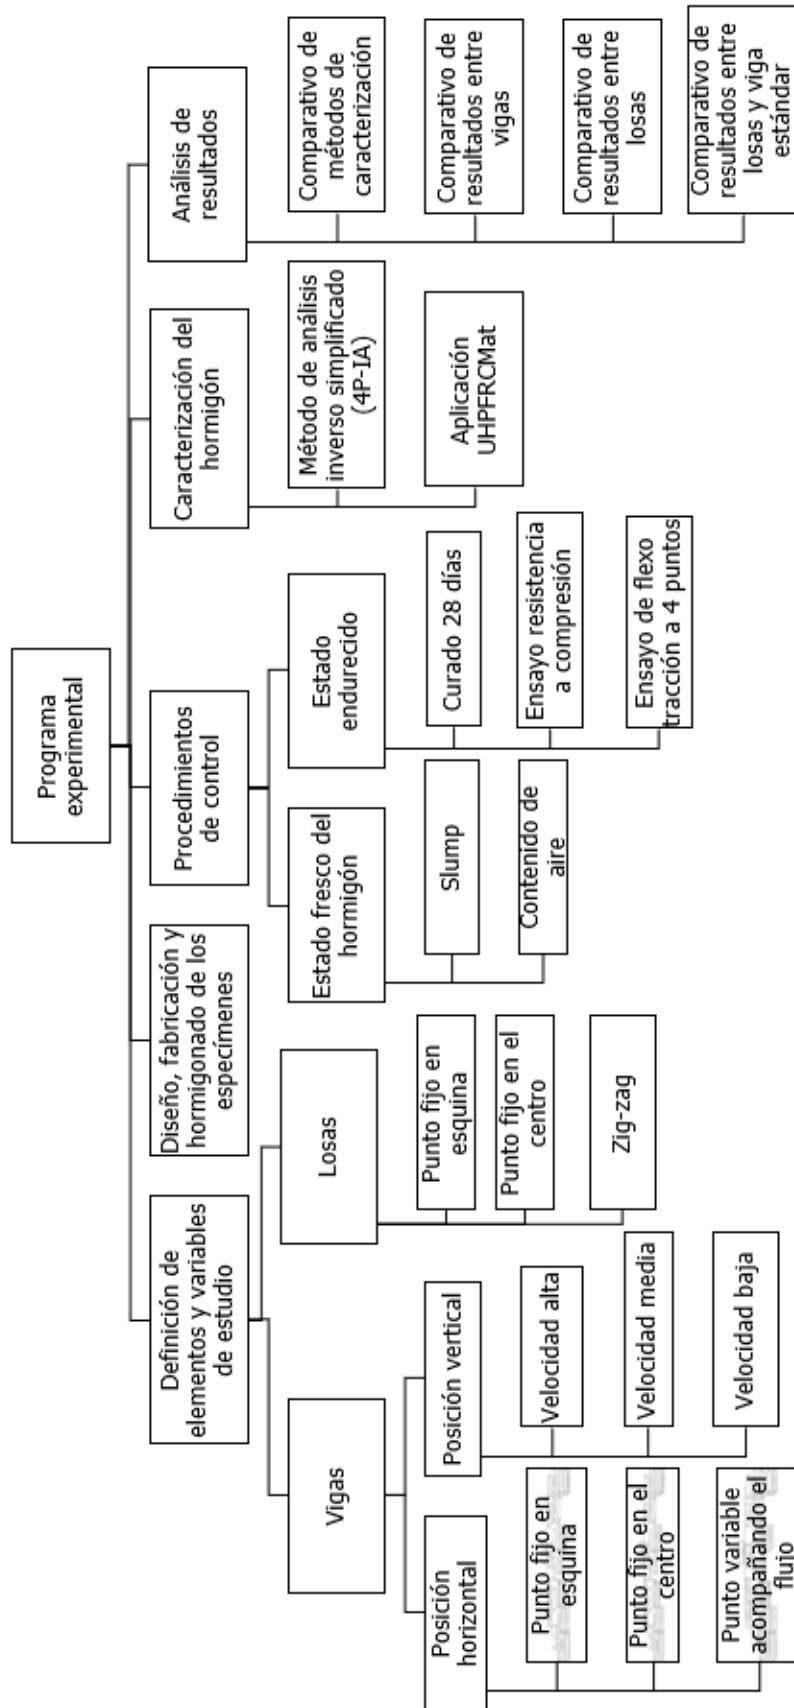 Programa
experimental
Definición de
elementos y variables
de estudio
Vigas
Posición
horizontal
Punto fijo en
esquina
Punto fijo en el
centro
Punto variable
acompañando el
flujo
Posición vertical
Velocidad alta
Velocidad media
Velocidad baja
Losas
Punto fijo en
esquina
Punto fijo en el
centro
Zig-zag
Diseño, fabricación y
hormigonado de los
especímenes
Procedimientos
de control
Estado fresco del
hormigón
Slump
Contenido de
aire
Estado
endurecido
Curado 28 días
Ensayo resistencia
a compresión
Ensayo de flexo
tracción a 4 puntos
Caracterización del
hormigón
Método de análisis
inverso simplificado
(4P-IA)
Aplicación
UHPFRCMat
Análisis de
resultados
Comparativo de
métodos de
caracterización
Comparativo de
resultados entre
vigas
Comparativo de
resultados entre
losas
Comparativo de
resultados entre
losas y viga
estándar